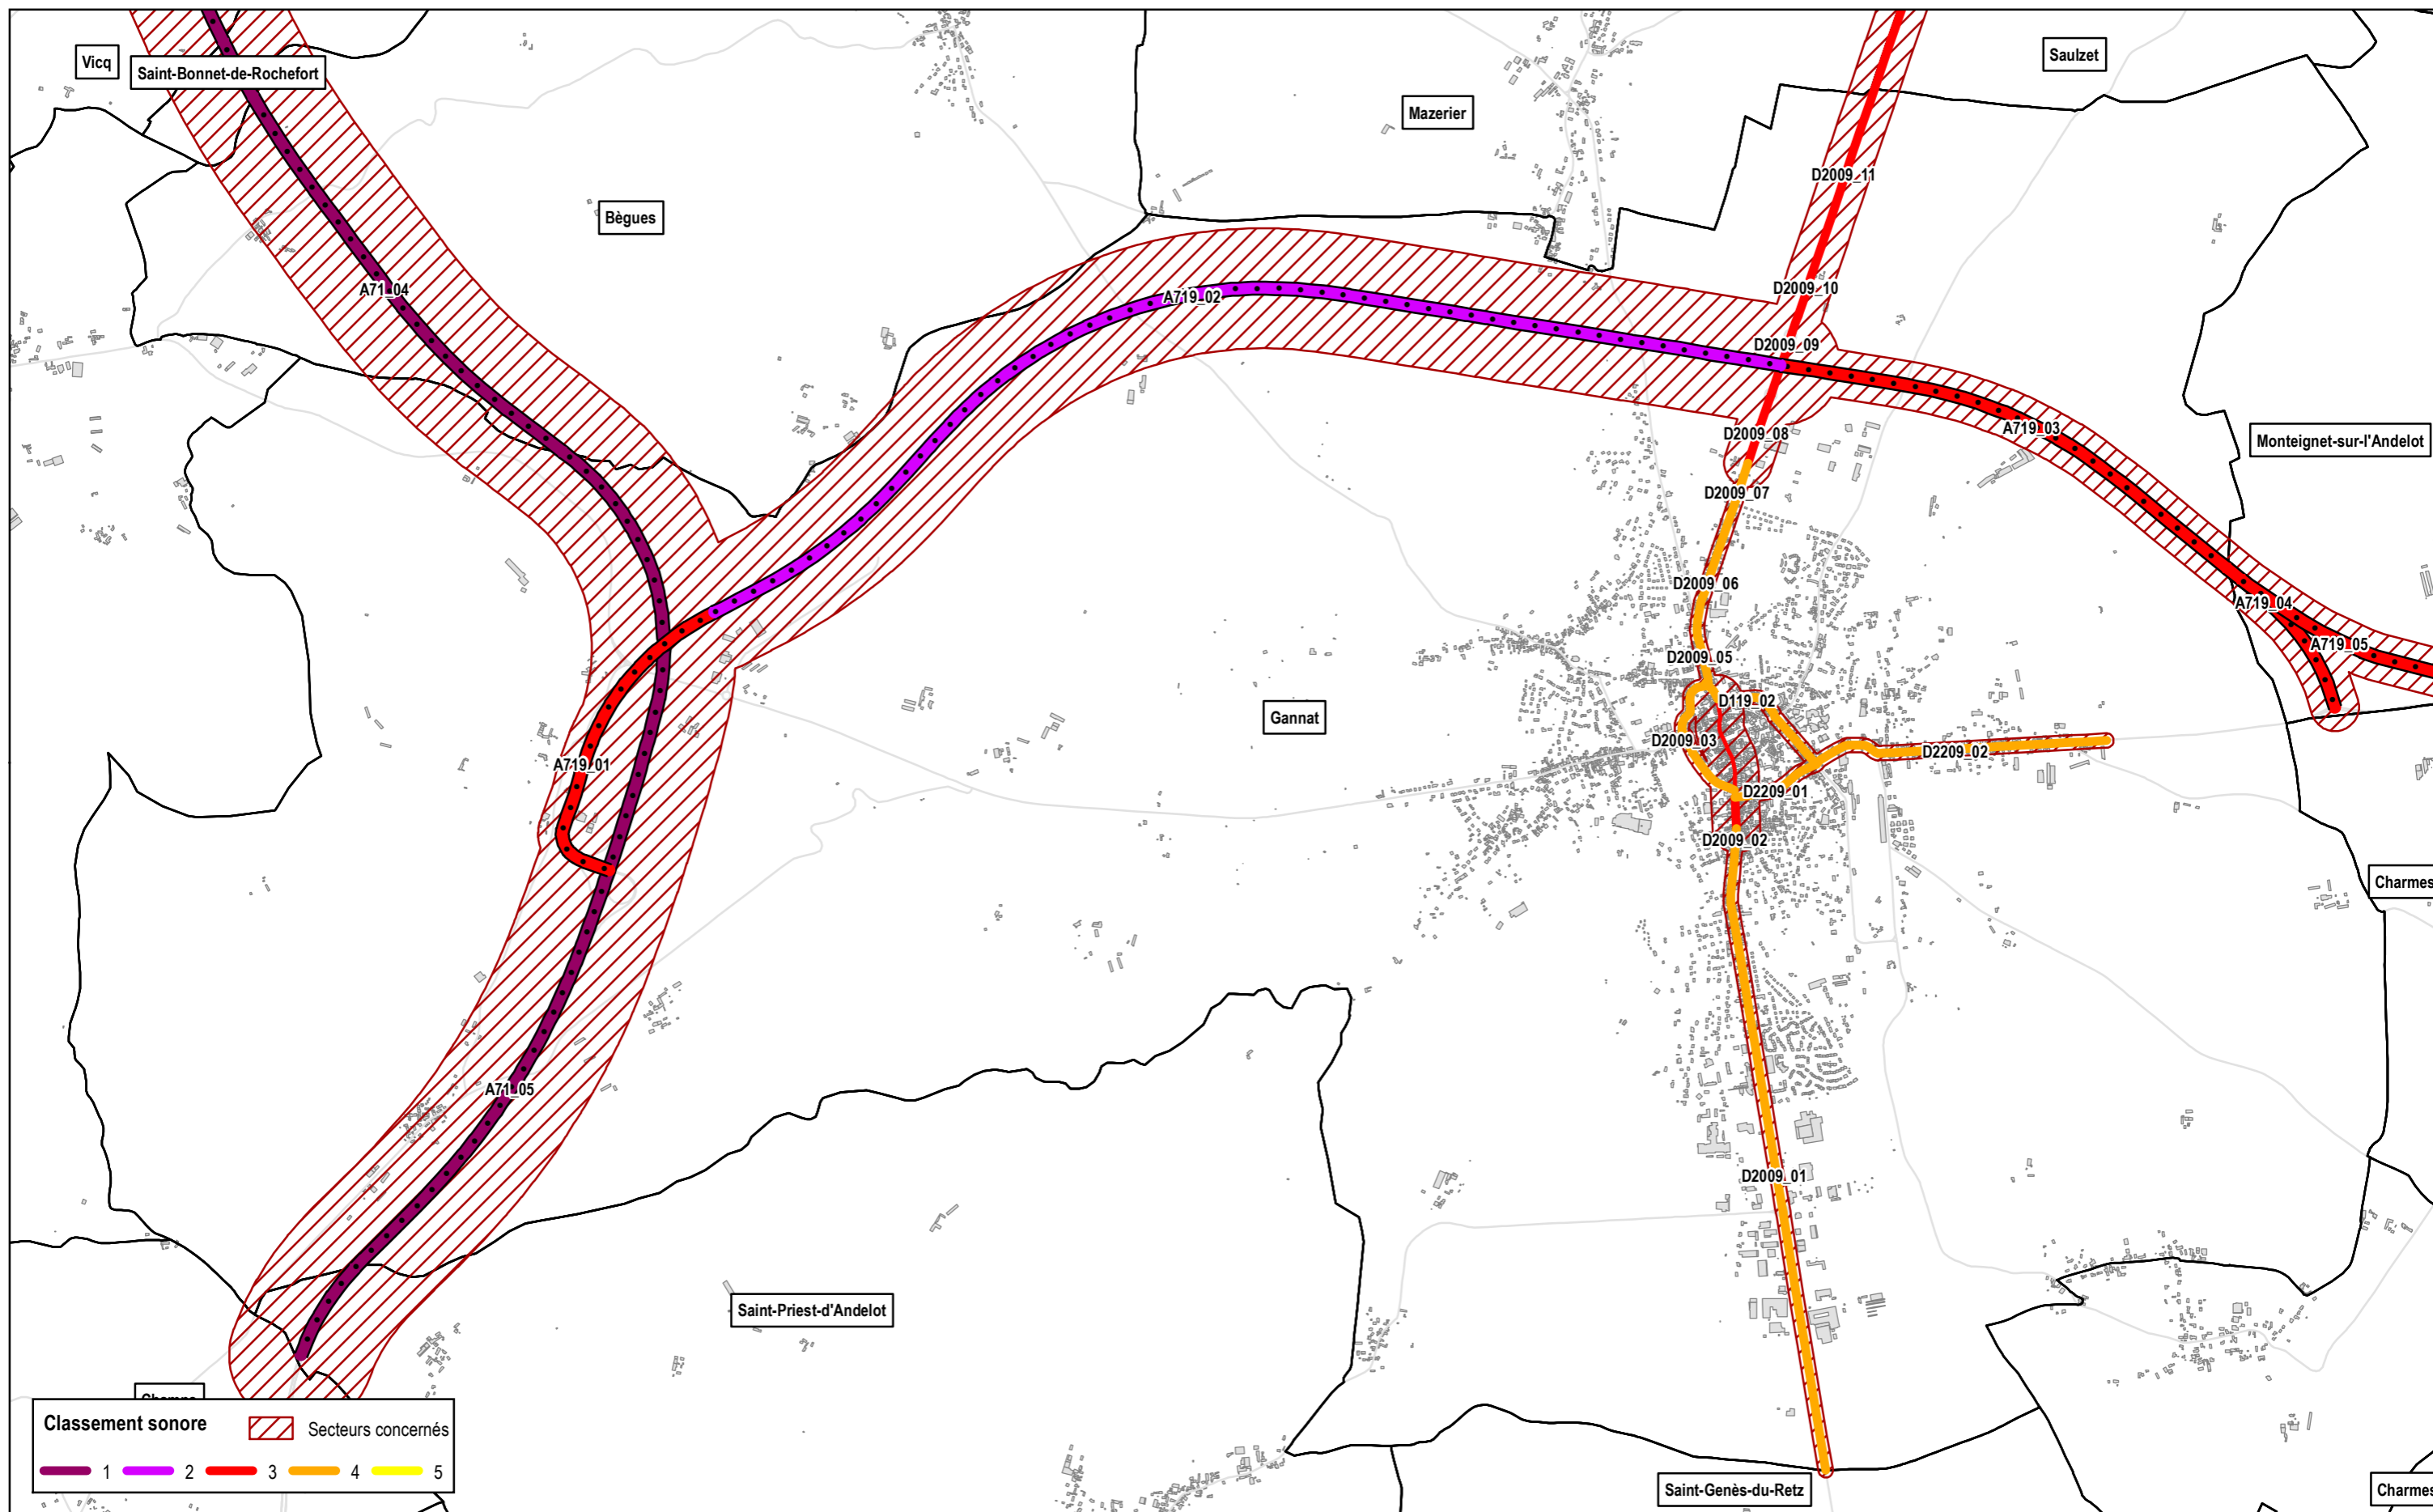 Vicq
Saint-Bonnet-de-Rochefort
Saulzet
Mazerier
D2009_11
Bègues
A71_04
A719_02
D2009_10
D2009_09
A719_03
D2009_08
Monteignet-sur-l'Andelot
D2009_07
D2009_06
A719_04
A719_05
D2009_05
D119_02
Gannat
D2009_03
D2209_02
A719_01
D2209_01
D2009_02
Charmes
A71_05
D2009_01
Saint-Priest-d'Andelot
Classement sonore
Secteurs concernés
1 2 3 4 5
Saint-Genès-du-Retz
Charmes